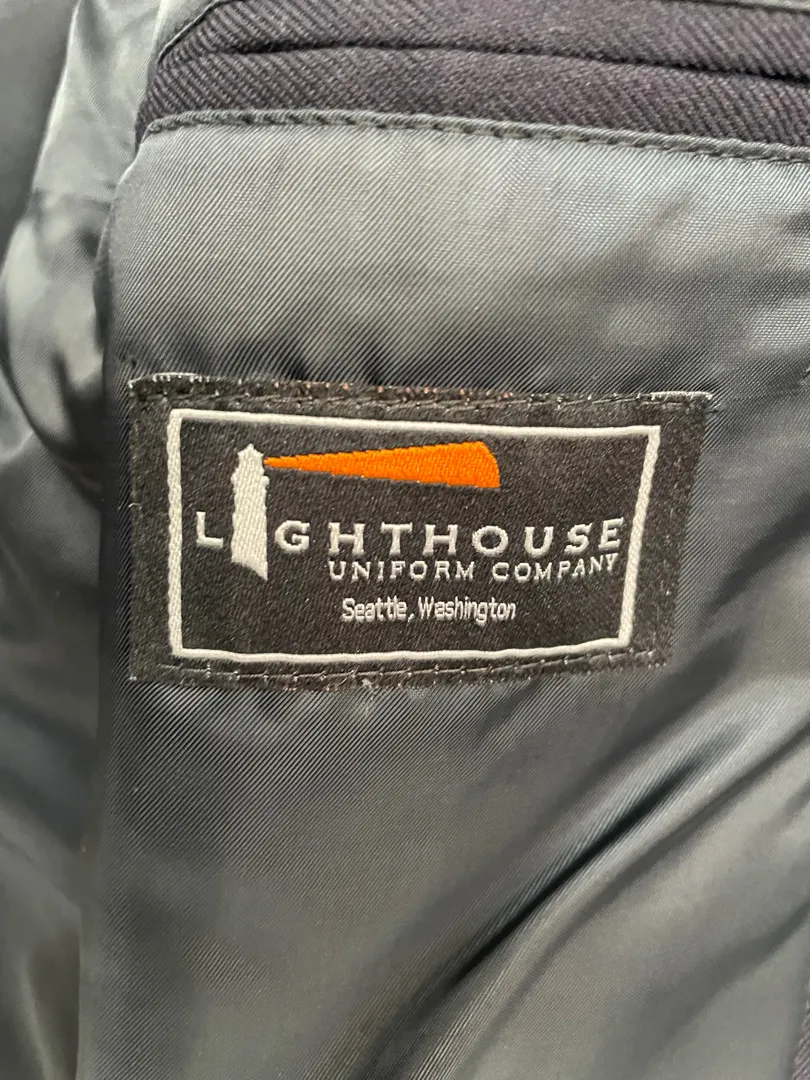 LIGHTHOUSE
UNIFORM COMPANY
Seattle, Washington